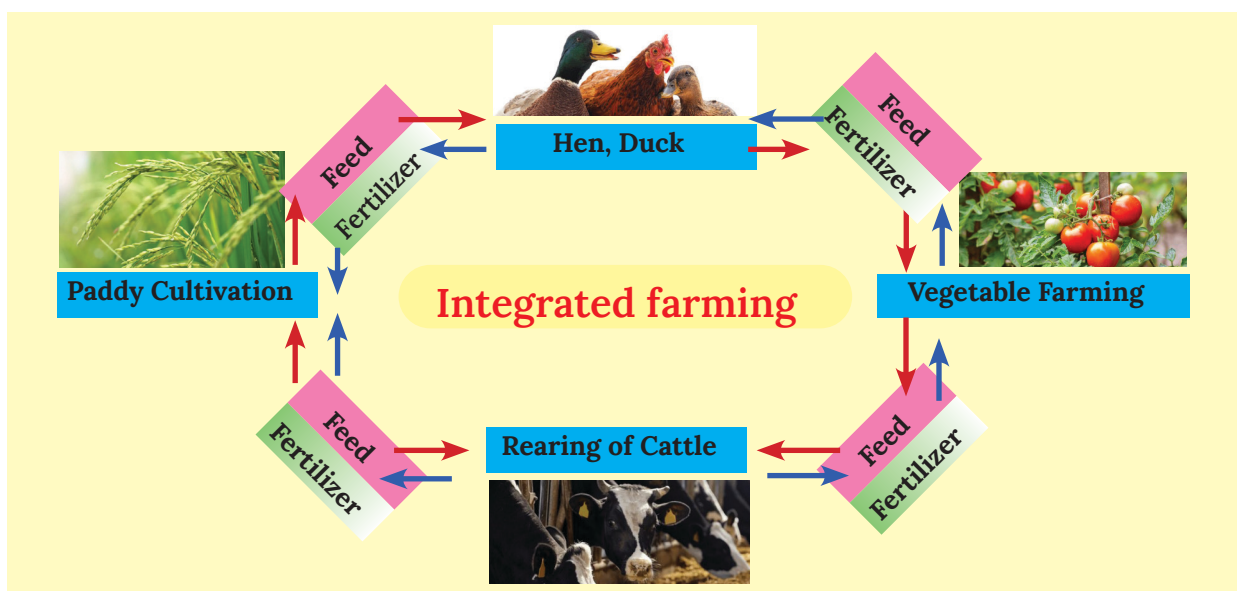 Hen, Duck
Feed
Fertilizer
Feed
Fertilizer
Paddy Cultivation
Integrated farming
Vegetable Farming
Feed
Fertilizer
Rearing of Cattle
Feed
Fertilizer